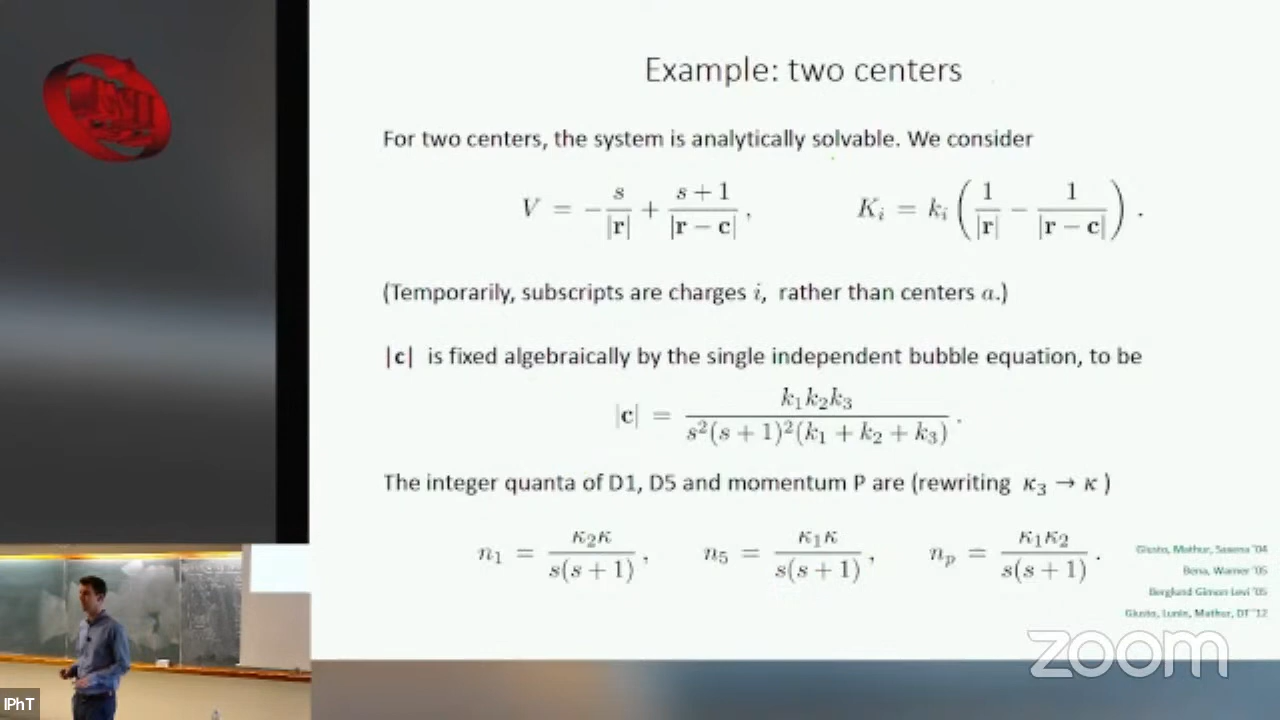 Example: two centers
For two centers, the system is analytically solvable. We consider
V = −s/|r| + (s + 1)/|r − c| , K_i = k_i (1/|r| − 1/|r − c|) .
(Temporarily, subscripts are charges i, rather than centers a.)
|c| is fixed algebraically by the single independent bubble equation, to be
|c| = k₁k₂k₃/(s²(s + 1)²(k₁ + k₂ + k₃)) .
The integer quanta of D1, D5 and momentum P are (rewriting κ₃ → κ )
n₁ = κ₂κ/(s(s + 1)) , n₅ = κ₁κ/(s(s + 1)) , n_p = κ₁κ₂/(s(s + 1)) .
Giusto, Mathur, Saxena '04
Bena, Warner '05
Berglund Gimon Levi '05
Giusto, Lunin, Mathur, DT '12
zoom
IPhT